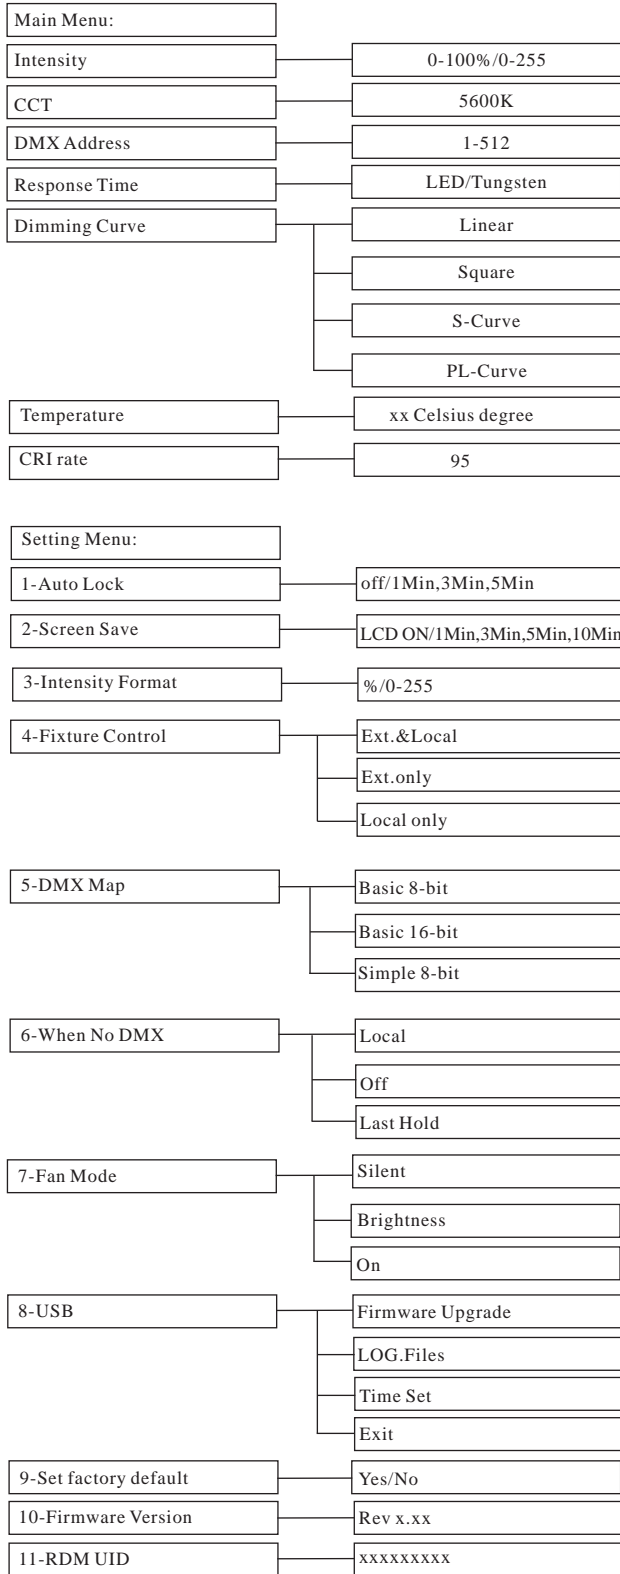 Main Menu:
Intensity
0-100%/0-255
CCT
5600K
DMX Address
1-512
Response Time
LED/Tungsten
Dimming Curve
Linear
Square
S-Curve
PL-Curve
Temperature
xx Celsius degree
CRI rate
95
Setting Menu:
1-Auto Lock
off/1Min,3Min,5Min
2-Screen Save
LCD ON/1Min,3Min,5Min,10Min
3-Intensity Format
%/0-255
4-Fixture Control
Ext.&Local
Ext.only
Local only
5-DMX Map
Basic 8-bit
Basic 16-bit
Simple 8-bit
6-When No DMX
Local
Off
Last Hold
7-Fan Mode
Silent
Brightness
On
8-USB
Firmware Upgrade
LOG.Files
Time Set
Exit
9-Set factory default
Yes/No
10-Firmware Version
Rev x.xx
11-RDM UID
xxxxxxxxx